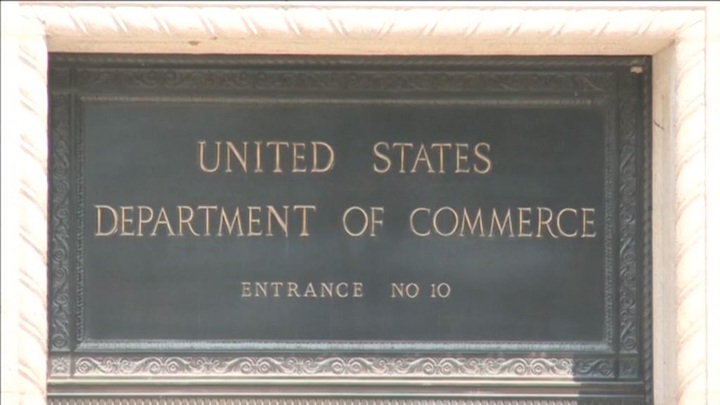 UNITED STATES
DEPARTMENT OF COMMERCE
ENTRANCE NO 10